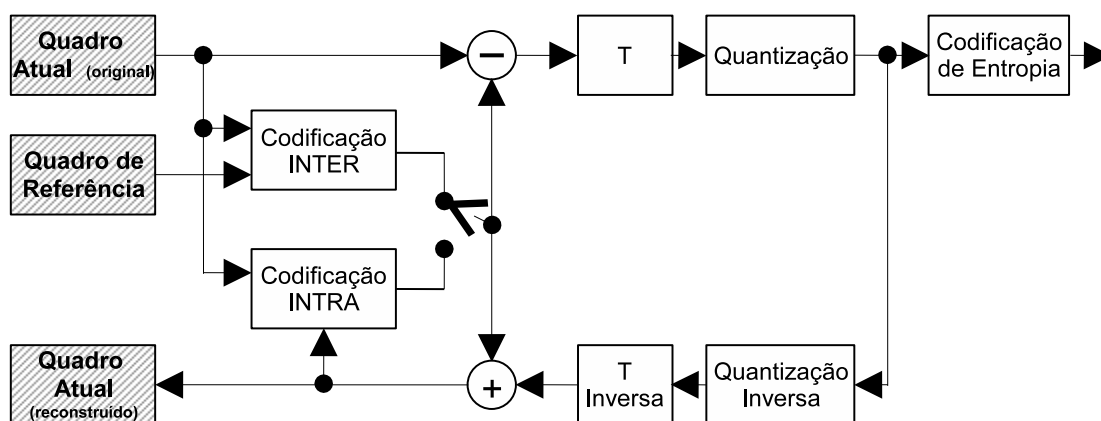 Quadro
Atual (original)
−
T
Quantização
Codificação
de Entropia
Codificação
INTER
Quadro de
Referência
Codificação
INTRA
Quadro
Atual
(reconstruído)
+
T
Inversa
Quantização
Inversa